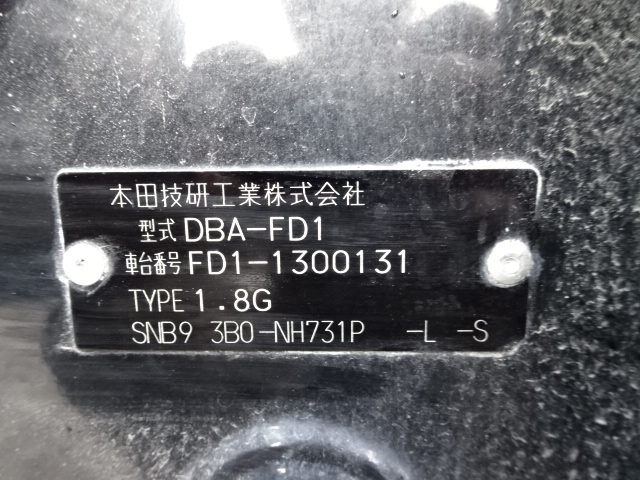 本田技研工業株式会社
型式 DBA-FD1
車台番号 FD1-1300131
TYPE 1.8G
SNB9 3B0-NH731P -L -S